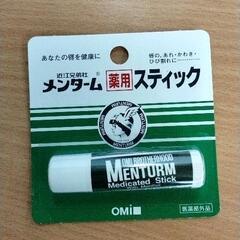 あなたの唇を健康に
唇の、あれ・かわき・
ひび割れに
近江兄弟社
メンターム 薬用 スティック
OMI BROTHERHOOD
MENTURM
Medicated Stick
OMI
医薬部外品